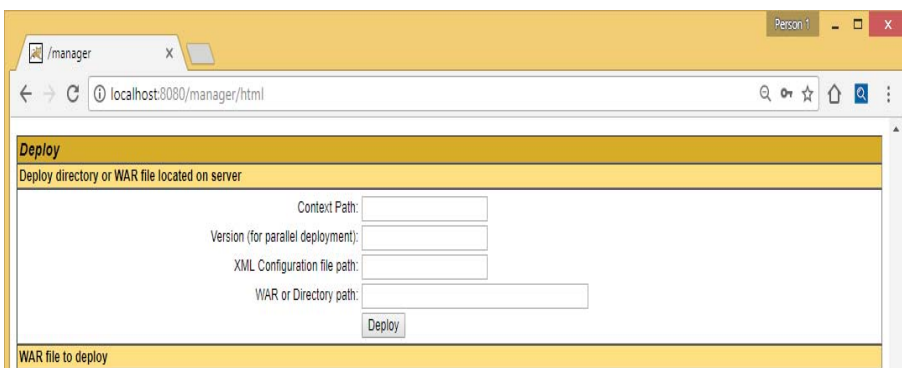 Person 1
/manager
localhost:8080/manager/html
Deploy
Deploy directory or WAR file located on server
Context Path:
Version (for parallel deployment):
XML Configuration file path:
WAR or Directory path:
Deploy
WAR file to deploy